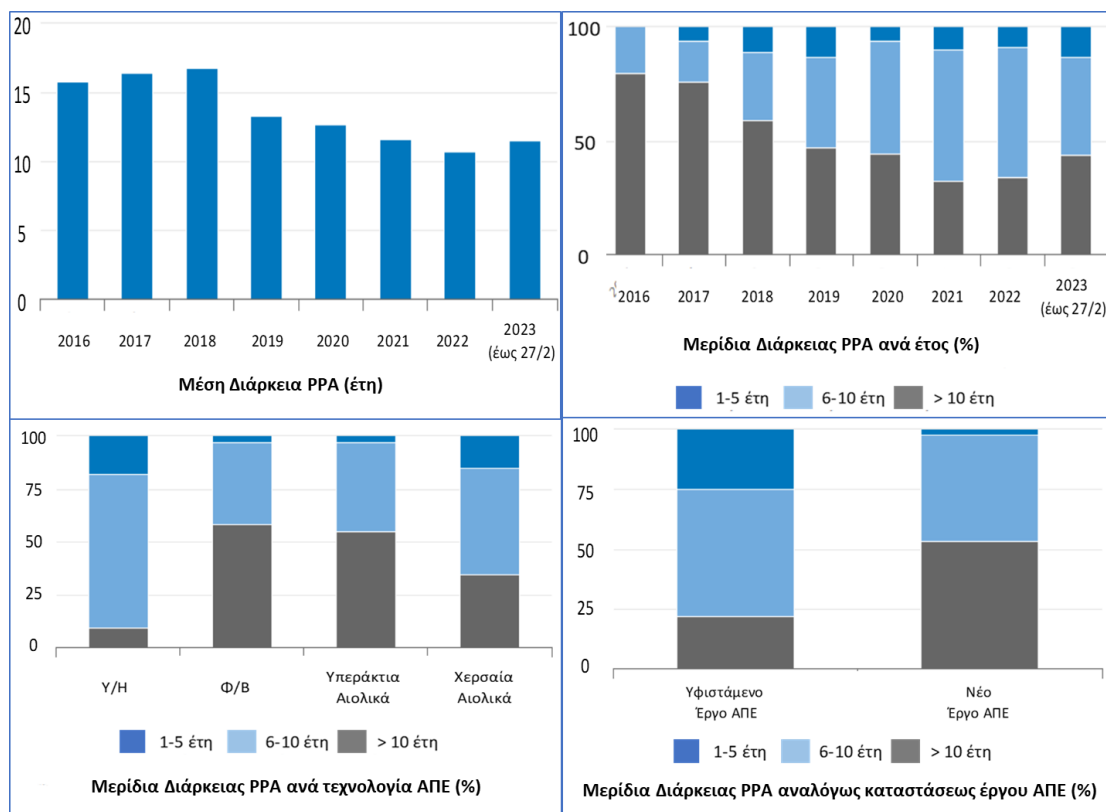 20
15
10
5
0
2016 2017 2018 2019 2020 2021 2022 2023
(έως 27/2)
Μέση Διάρκεια PPA (έτη)
100
50
0
2016 2017 2018 2019 2020 2021 2022 2023
(έως 27/2)
Μερίδια Διάρκειας PPA ανά έτος (%)
1-5 έτη 6-10 έτη > 10 έτη
100
75
50
25
0
Υ/Η Φ/Β Υπεράκτια Χερσαία
Αιολικά Αιολικά
1-5 έτη 6-10 έτη > 10 έτη
Μερίδια Διάρκειας PPA ανά τεχνολογία ΑΠΕ (%)
100
75
50
25
0
Υφιστάμενο Νέο
Έργο ΑΠΕ Έργο ΑΠΕ
1-5 έτη 6-10 έτη > 10 έτη
Μερίδια Διάρκειας PPA αναλόγως καταστάσεως έργου ΑΠΕ (%)